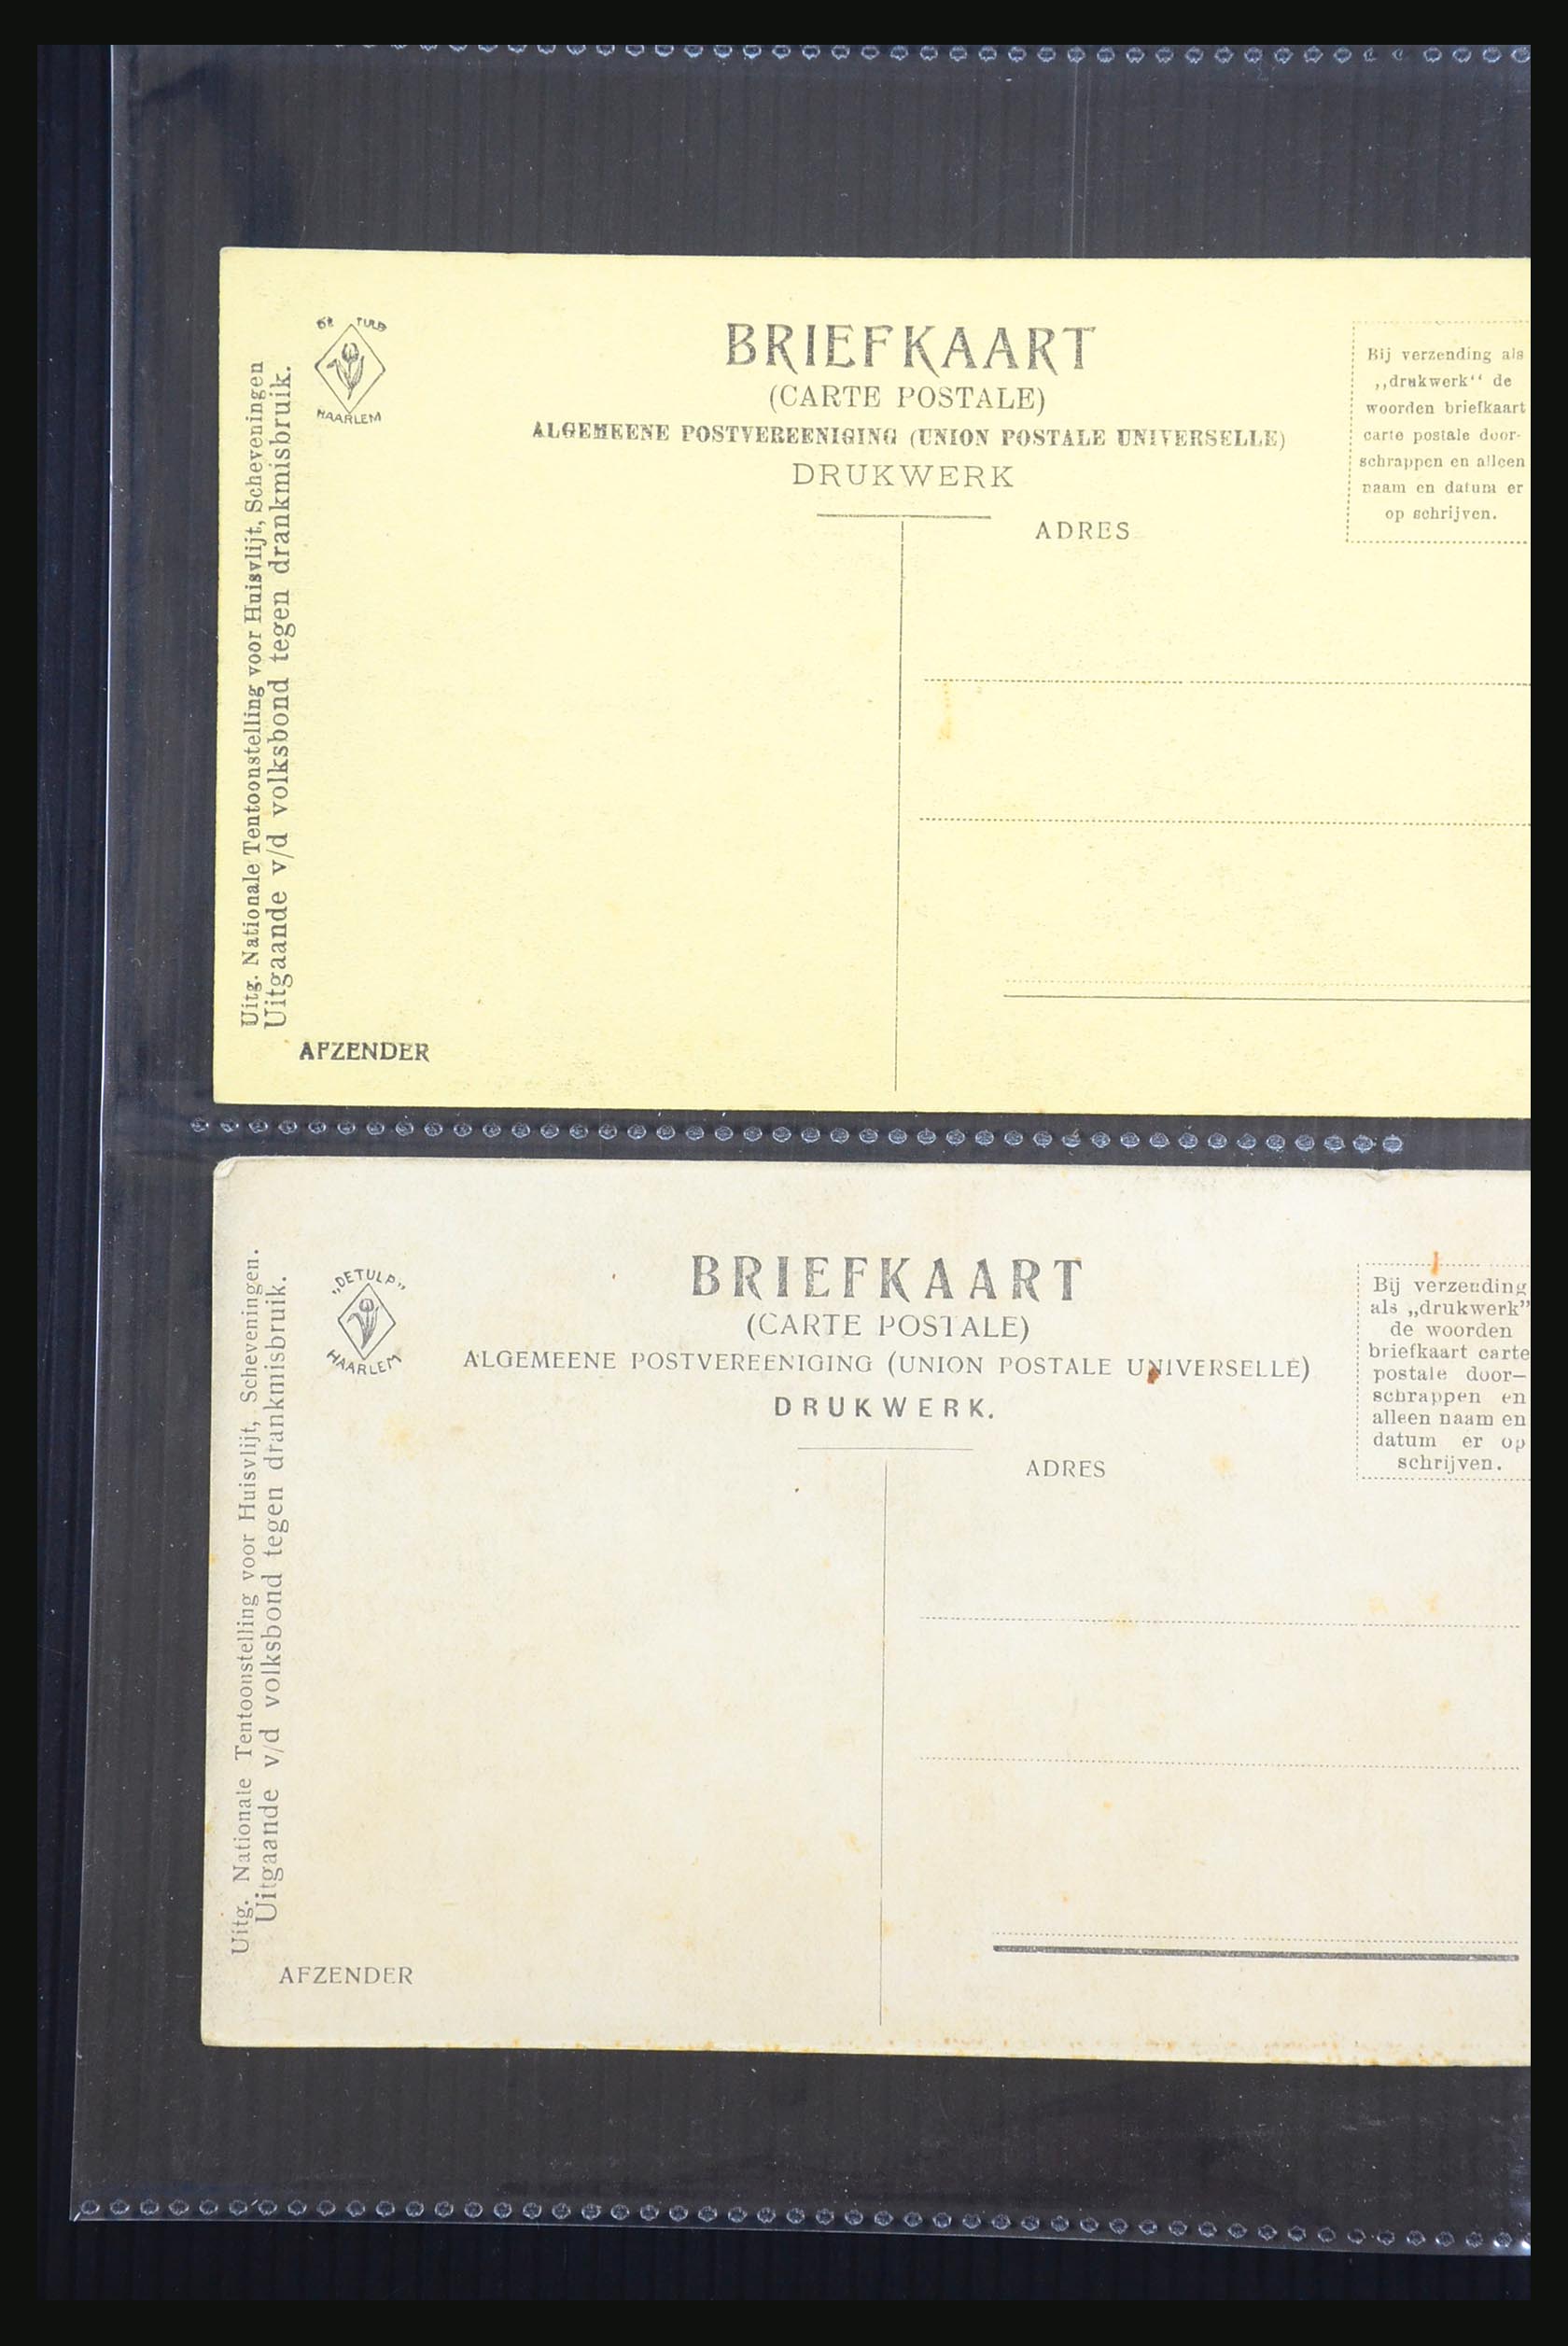 DE TULP
HAARLEM
BRIEFKAART
(CARTE POSTALE)
ALGEMEENE POSTVEREENIGING (UNION POSTALE UNIVERSELLE)
DRUKWERK
ADRES
Bij verzending als
,,drukwerk‘‘ de
woorden briefkaart
carte postale door-
schrappen en alleen
naam en datum er
op schrijven.
Uitg. Nationale Tentoonstelling voor Huisvlijt, Scheveningen
Uitgaande v/d volksbond tegen drankmisbruik.
AFZENDER
„DE TULP„
HAARLEM
BRIEFKAART
(CARTE POSTALE)
ALGEMEENE POSTVEREENIGING (UNION POSTALE UNIVERSELLE)
DRUKWERK.
ADRES
Bij verzending
als „drukwerk”
de woorden
briefkaart carte
postale door-
schrappen en
alleen naam en
datum er op
schrijven.
Uitg. Nationale Tentoonstelling voor Huisvlijt, Scheveningen.
Uitgaande v/d volksbond tegen drankmisbruik.
AFZENDER